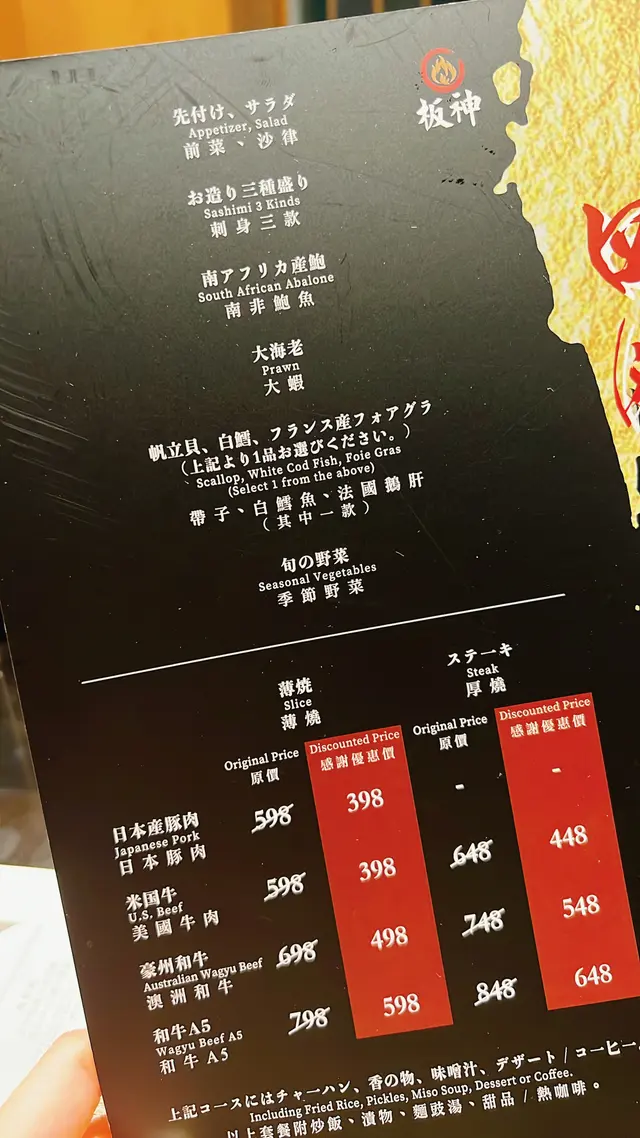 板神
先付け、サラダ
Appetizer, Salad
前菜、沙律
お造り三種盛り
Sashimi 3 Kinds
刺身三款
南アフリカ産鮑
South African Abalone
南非鮑魚
大海老
Prawn
大蝦
帆立貝、白鱈、フランス産フォアグラ
(上記より1品お選びください。)
Scallop, White Cod Fish, Foie Gras
(Select 1 from the above)
帶子、白鱈魚、法國鵝肝
(其中一款)
旬の野菜
Seasonal Vegetables
季節野菜
薄焼
Slice
薄燒
ステーキ
Steak
厚燒
Original Price
原價
Discounted Price
感謝優惠價
Original Price
原價
Discounted Price
感謝優惠價
日本産豚肉
Japanese Pork
日本豚肉
598 398 - -
米国牛
U.S. Beef
美國牛肉
598 398 648 448
豪州和牛
Australian Wagyu Beef
澳洲和牛
698 498 748 548
和牛A5
Wagyu Beef A5
和牛A5
798 598 848 648
上記コースにはチャーハン、香の物、味噌汁、デザート / コーヒー
Including Fried Rice, Pickles, Miso Soup, Dessert or Coffee.
以上套餐附炒飯、漬物、麵豉湯、甜品 / 熱咖啡。